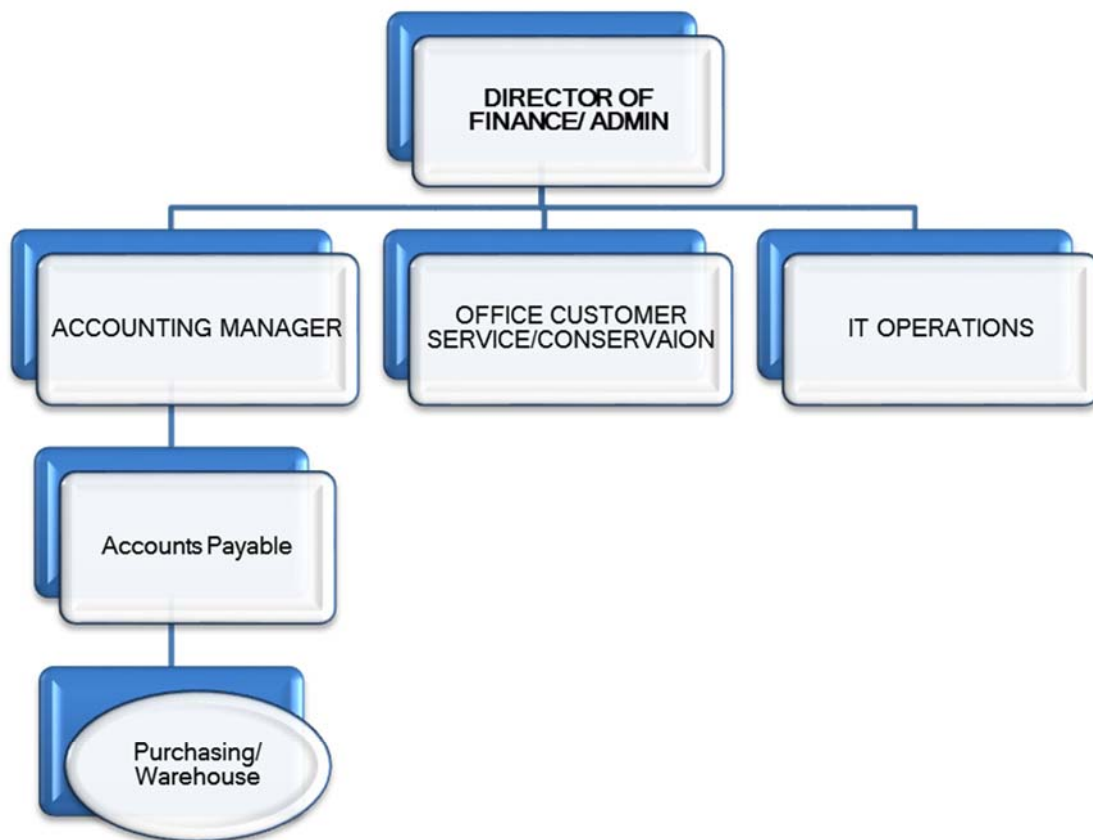 DIRECTOR OF
FINANCE/ ADMIN
ACCOUNTING MANAGER
OFFICE CUSTOMER
SERVICE/CONSERVAION
IT OPERATIONS
Accounts Payable
Purchasing/
Warehouse